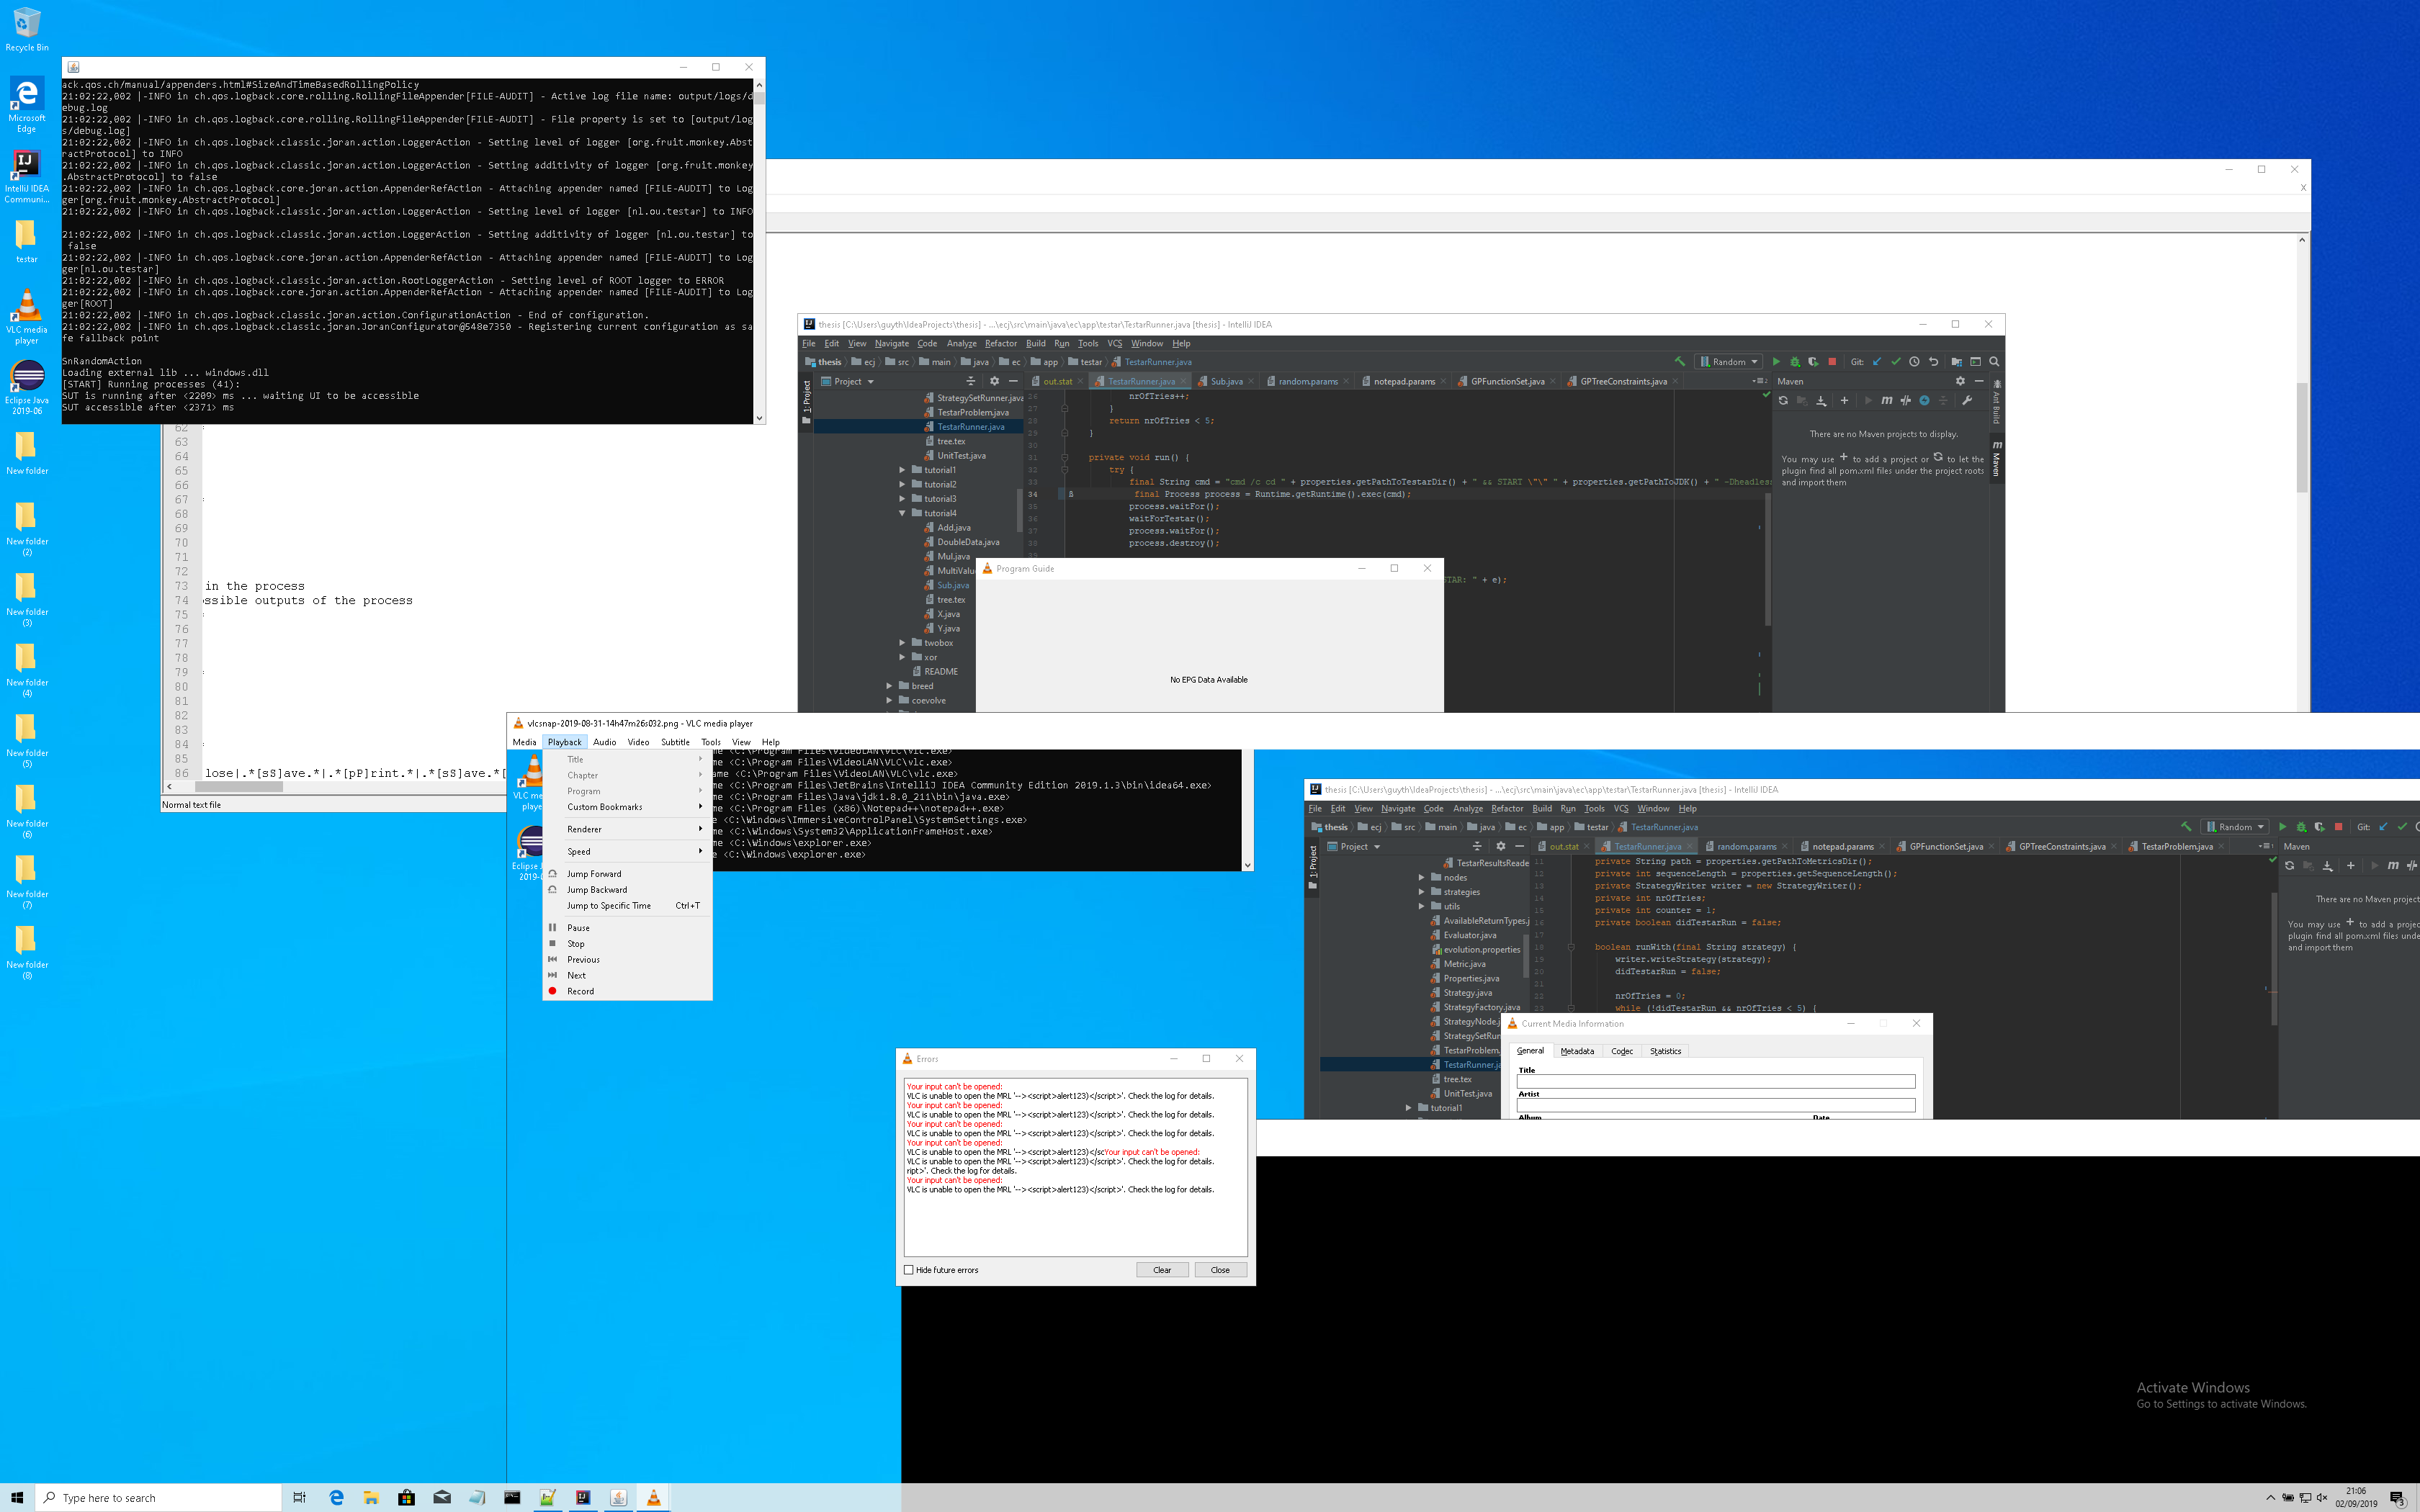 Recycle Bin
Microsoft
Edge
IntelliJ IDEA
Communi...
testar
VLC media
player
Eclipse Java
2019-06
New folder
New folder
(2)
New folder
(3)
New folder
(4)
New folder
(5)
New folder
(6)
New folder
(7)
New folder
(8)
ack.qos.ch/manual/appenders.html#SizeAndTimeBasedRollingPolicy
21:02:22,002 |-INFO in ch.qos.logback.core.rolling.RollingFileAppender[FILE-AUDIT] - Active log file name: output/logs/d
ebug.log
21:02:22,002 |-INFO in ch.qos.logback.core.rolling.RollingFileAppender[FILE-AUDIT] - File property is set to [output/log
s/debug.log]
21:02:22,002 |-INFO in ch.qos.logback.classic.joran.action.LoggerAction - Setting level of logger [org.fruit.monkey.Abst
ractProtocol] to INFO
21:02:22,002 |-INFO in ch.qos.logback.classic.joran.action.LoggerAction - Setting additivity of logger [org.fruit.monkey
.AbstractProtocol] to false
21:02:22,002 |-INFO in ch.qos.logback.core.joran.action.AppenderRefAction - Attaching appender named [FILE-AUDIT] to Log
ger[org.fruit.monkey.AbstractProtocol]
21:02:22,002 |-INFO in ch.qos.logback.classic.joran.action.LoggerAction - Setting level of logger [nl.ou.testar] to INFO
21:02:22,002 |-INFO in ch.qos.logback.classic.joran.action.LoggerAction - Setting additivity of logger [nl.ou.testar] to
false
21:02:22,002 |-INFO in ch.qos.logback.core.joran.action.AppenderRefAction - Attaching appender named [FILE-AUDIT] to Log
ger[nl.ou.testar]
21:02:22,002 |-INFO in ch.qos.logback.classic.joran.action.RootLoggerAction - Setting level of ROOT logger to ERROR
21:02:22,002 |-INFO in ch.qos.logback.core.joran.action.AppenderRefAction - Attaching appender named [FILE-AUDIT] to Log
ger[ROOT]
21:02:22,002 |-INFO in ch.qos.logback.classic.joran.action.ConfigurationAction - End of configuration.
21:02:22,002 |-INFO in ch.qos.logback.classic.joran.JoranConfigurator@548e7350 - Registering current configuration as sa
fe fallback point
SnRandomAction
Loading external lib ... windows.dll
[START] Running processes (41):
SUT is running after <2209> ms ... waiting UI to be accessible
SUT accessible after <2371> ms
62
63
64
65
66
67
68
69
70
71
72
73 in the process
74 ossible outputs of the process
75
76
77
78
79
80
81
82
83
84
85
86 lose|.*[sS]ave.*|.*[pP]rint.*|.*[sS]ave.*[
Normal text file
thesis [C:\Users\guyth\IdeaProjects\thesis] - ...\ecj\src\main\java\ec\app\testar\TestarRunner.java [thesis] - IntelliJ IDEA
File Edit View Navigate Code Analyze Refactor Build Run Tools VCS Window Help
thesis ecj src main java ec app testar TestarRunner.java
Random Git:
Project
out.stat TestarRunner.java Sub.java random.params notepad.params GPFunctionSet.java GPTreeConstraints.java
Maven
1: Project
Ant Build
Maven
StrategySetRunner.java
TestarProblem.java
TestarRunner.java
tree.tex
UnitTest.java
tutorial1
tutorial2
tutorial3
tutorial4
Add.java
DoubleData.java
Mul.java
MultiValu
Sub.java
tree.tex
X.java
Y.java
twobox
xor
README
breed
coevolve
26 nrOfTries++;
27 }
28 return nrOfTries < 5;
29 }
30
31 private void run() {
32 try {
33 final String cmd = "cmd /c cd " + properties.getPathToTestarDir() + " && START \"\" " + properties.getPathToJDK() + " -Dheadless
34 final Process process = Runtime.getRuntime().exec(cmd);
35 process.waitFor();
36 waitForTestar();
37 process.waitFor();
38 process.destroy();
39
STAR: " + e);
There are no Maven projects to display.
You may use + to add a project or to let the
plugin find all pom.xml files under the project roots
and import them
Program Guide
No EPG Data Available
vlcsnap-2019-08-31-14h47m26s032.png - VLC media player
Media Playback Audio Video Subtitle Tools View Help
Title
Chapter
Program
Custom Bookmarks
Renderer
Speed
Jump Forward
Jump Backward
Jump to Specific Time Ctrl+T
Pause
Stop
Previous
Next
Record
VLC me
playe
Eclipse J
2019-
me <C:\Program Files\VideoLAN\VLC\vlc.exe>
me <C:\Program Files\VideoLAN\VLC\vlc.exe>
ame <C:\Program Files\VideoLAN\VLC\vlc.exe>
me <C:\Program Files\JetBrains\IntelliJ IDEA Community Edition 2019.1.3\bin\idea64.exe>
me <C:\Program Files\Java\jdk1.8.0_211\bin\java.exe>
me <C:\Program Files (x86)\Notepad++\notepad++.exe>
e <C:\Windows\ImmersiveControlPanel\SystemSettings.exe>
me <C:\Windows\System32\ApplicationFrameHost.exe>
me <C:\Windows\explorer.exe>
e <C:\Windows\explorer.exe>
thesis [C:\Users\guyth\IdeaProjects\thesis] - ...\ecj\src\main\java\ec\app\testar\TestarRunner.java [thesis] - IntelliJ IDEA
File Edit View Navigate Code Analyze Refactor Build Run Tools VCS Window Help
thesis ecj src main java ec app testar TestarRunner.java
Random Git:
Project
out.stat TestarRunner.java random.params notepad.params GPFunctionSet.java GPTreeConstraints.java TestarProblem.java
Maven
1: Project
TestarResultsReade
nodes
strategies
utils
AvailableReturnTypes.j
Evaluator.java
evolution.properties
Metric.java
Properties.java
Strategy.java
StrategyFactory.java
StrategyNode.j
StrategySetRun
TestarProblem.
TestarRunner.ja
tree.tex
UnitTest.java
tutorial1
11 private String path = properties.getPathToMetricsDir();
12 private int sequenceLength = properties.getSequenceLength();
13 private StrategyWriter writer = new StrategyWriter();
14 private int nrOfTries;
15 private int counter = 1;
16 private boolean didTestarRun = false;
17
18 boolean runWith(final String strategy) {
19 writer.writeStrategy(strategy);
20 didTestarRun = false;
21
22 nrOfTries = 0;
23 while (!didTestarRun && nrOfTries < 5) {
There are no Maven project
You may use + to add a projec
plugin find all pom.xml files unde
and import them
Current Media Information
General Metadata Codec Statistics
Title
Artist
Album Date
Errors
Your input can't be opened:
VLC is unable to open the MRL '--><script>alert123)</script>'. Check the log for details.
Your input can't be opened:
VLC is unable to open the MRL '--><script>alert123)</script>'. Check the log for details.
Your input can't be opened:
VLC is unable to open the MRL '--><script>alert123)</script>'. Check the log for details.
Your input can't be opened:
VLC is unable to open the MRL '--><script>alert123)</scYour input can't be opened:
VLC is unable to open the MRL '--><script>alert123)</script>'. Check the log for details.
ript>'. Check the log for details.
Your input can't be opened:
VLC is unable to open the MRL '--><script>alert123)</script>'. Check the log for details.
Hide future errors
Clear
Close
Activate Windows
Go to Settings to activate Windows.
Type here to search
21:06
02/09/2019
3